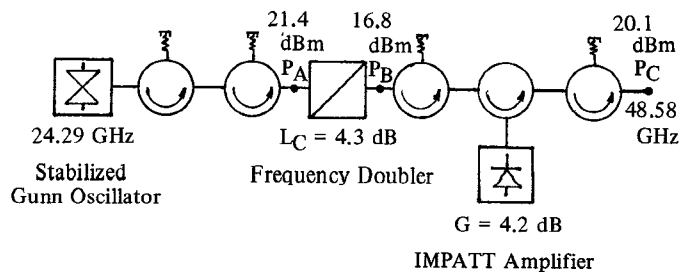 21.4 dBm P_A
16.8 dBm P_B
20.1 dBm P_C
24.29 GHz
L_C = 4.3 dB
48.58 GHz
Stabilized
Gunn Oscillator
Frequency Doubler
G = 4.2 dB
IMPATT Amplifier